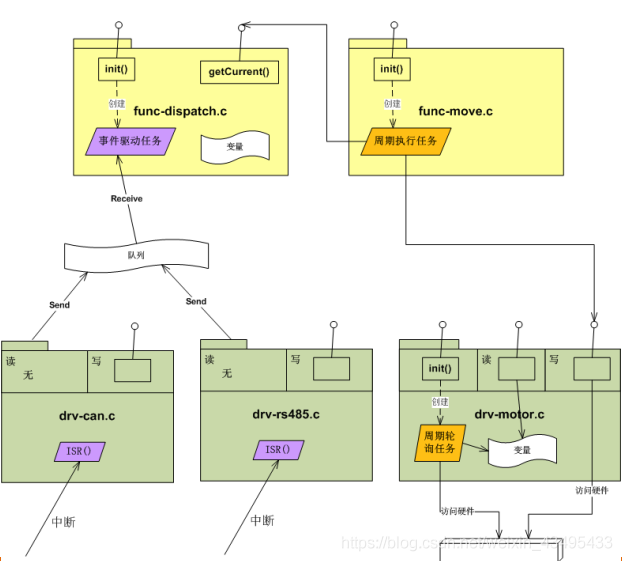 init()
getCurrent()
创建
func-dispatch.c
事件驱动任务
变量
init()
创建
func-move.c
周期执行任务
Receive
队列
Send
Send
读
无
写
drv-can.c
ISR()
中断
读
无
写
drv-rs485.c
ISR()
中断
init()
读
写
创建
drv-motor.c
周期轮
询任务
变量
访问硬件
访问硬件
https://blog.csdn.net/weixin_43495433